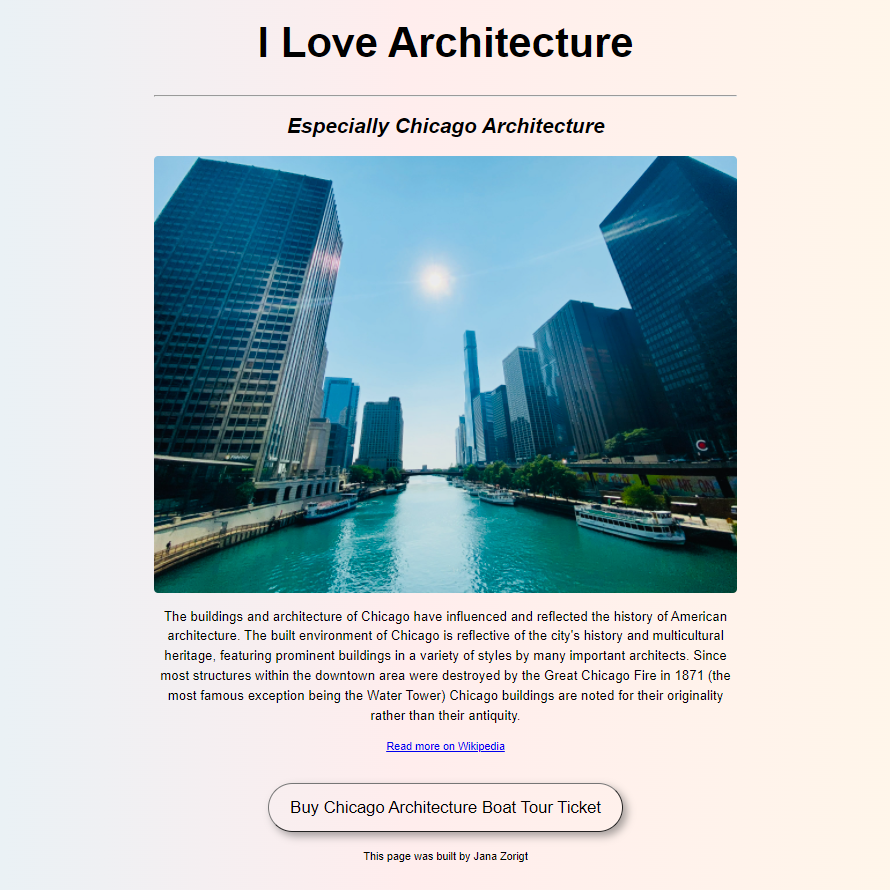 I Love Architecture
Especially Chicago Architecture
The buildings and architecture of Chicago have influenced and reflected the history of American
architecture. The built environment of Chicago is reflective of the city's history and multicultural
heritage, featuring prominent buildings in a variety of styles by many important architects. Since
most structures within the downtown area were destroyed by the Great Chicago Fire in 1871 (the
most famous exception being the Water Tower) Chicago buildings are noted for their originality
rather than their antiquity.
Read more on Wikipedia
Buy Chicago Architecture Boat Tour Ticket
This page was built by Jana Zorigt